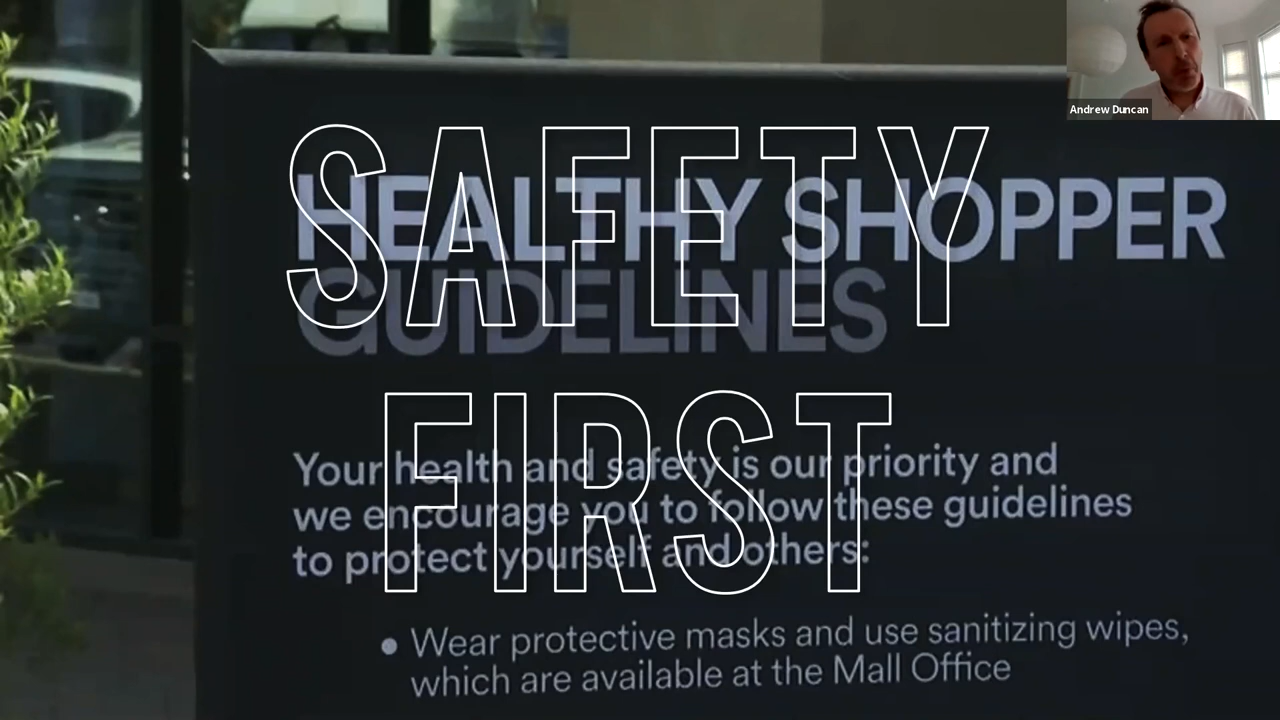 Andrew Duncan
SAFETY
FIRST
HEALTHY SHOPPER
GUIDELINES
Your health and safety is our priority and
we encourage you to follow these guidelines
to protect yourself and others:
• Wear protective masks and use sanitizing wipes,
which are available at the Mall Office